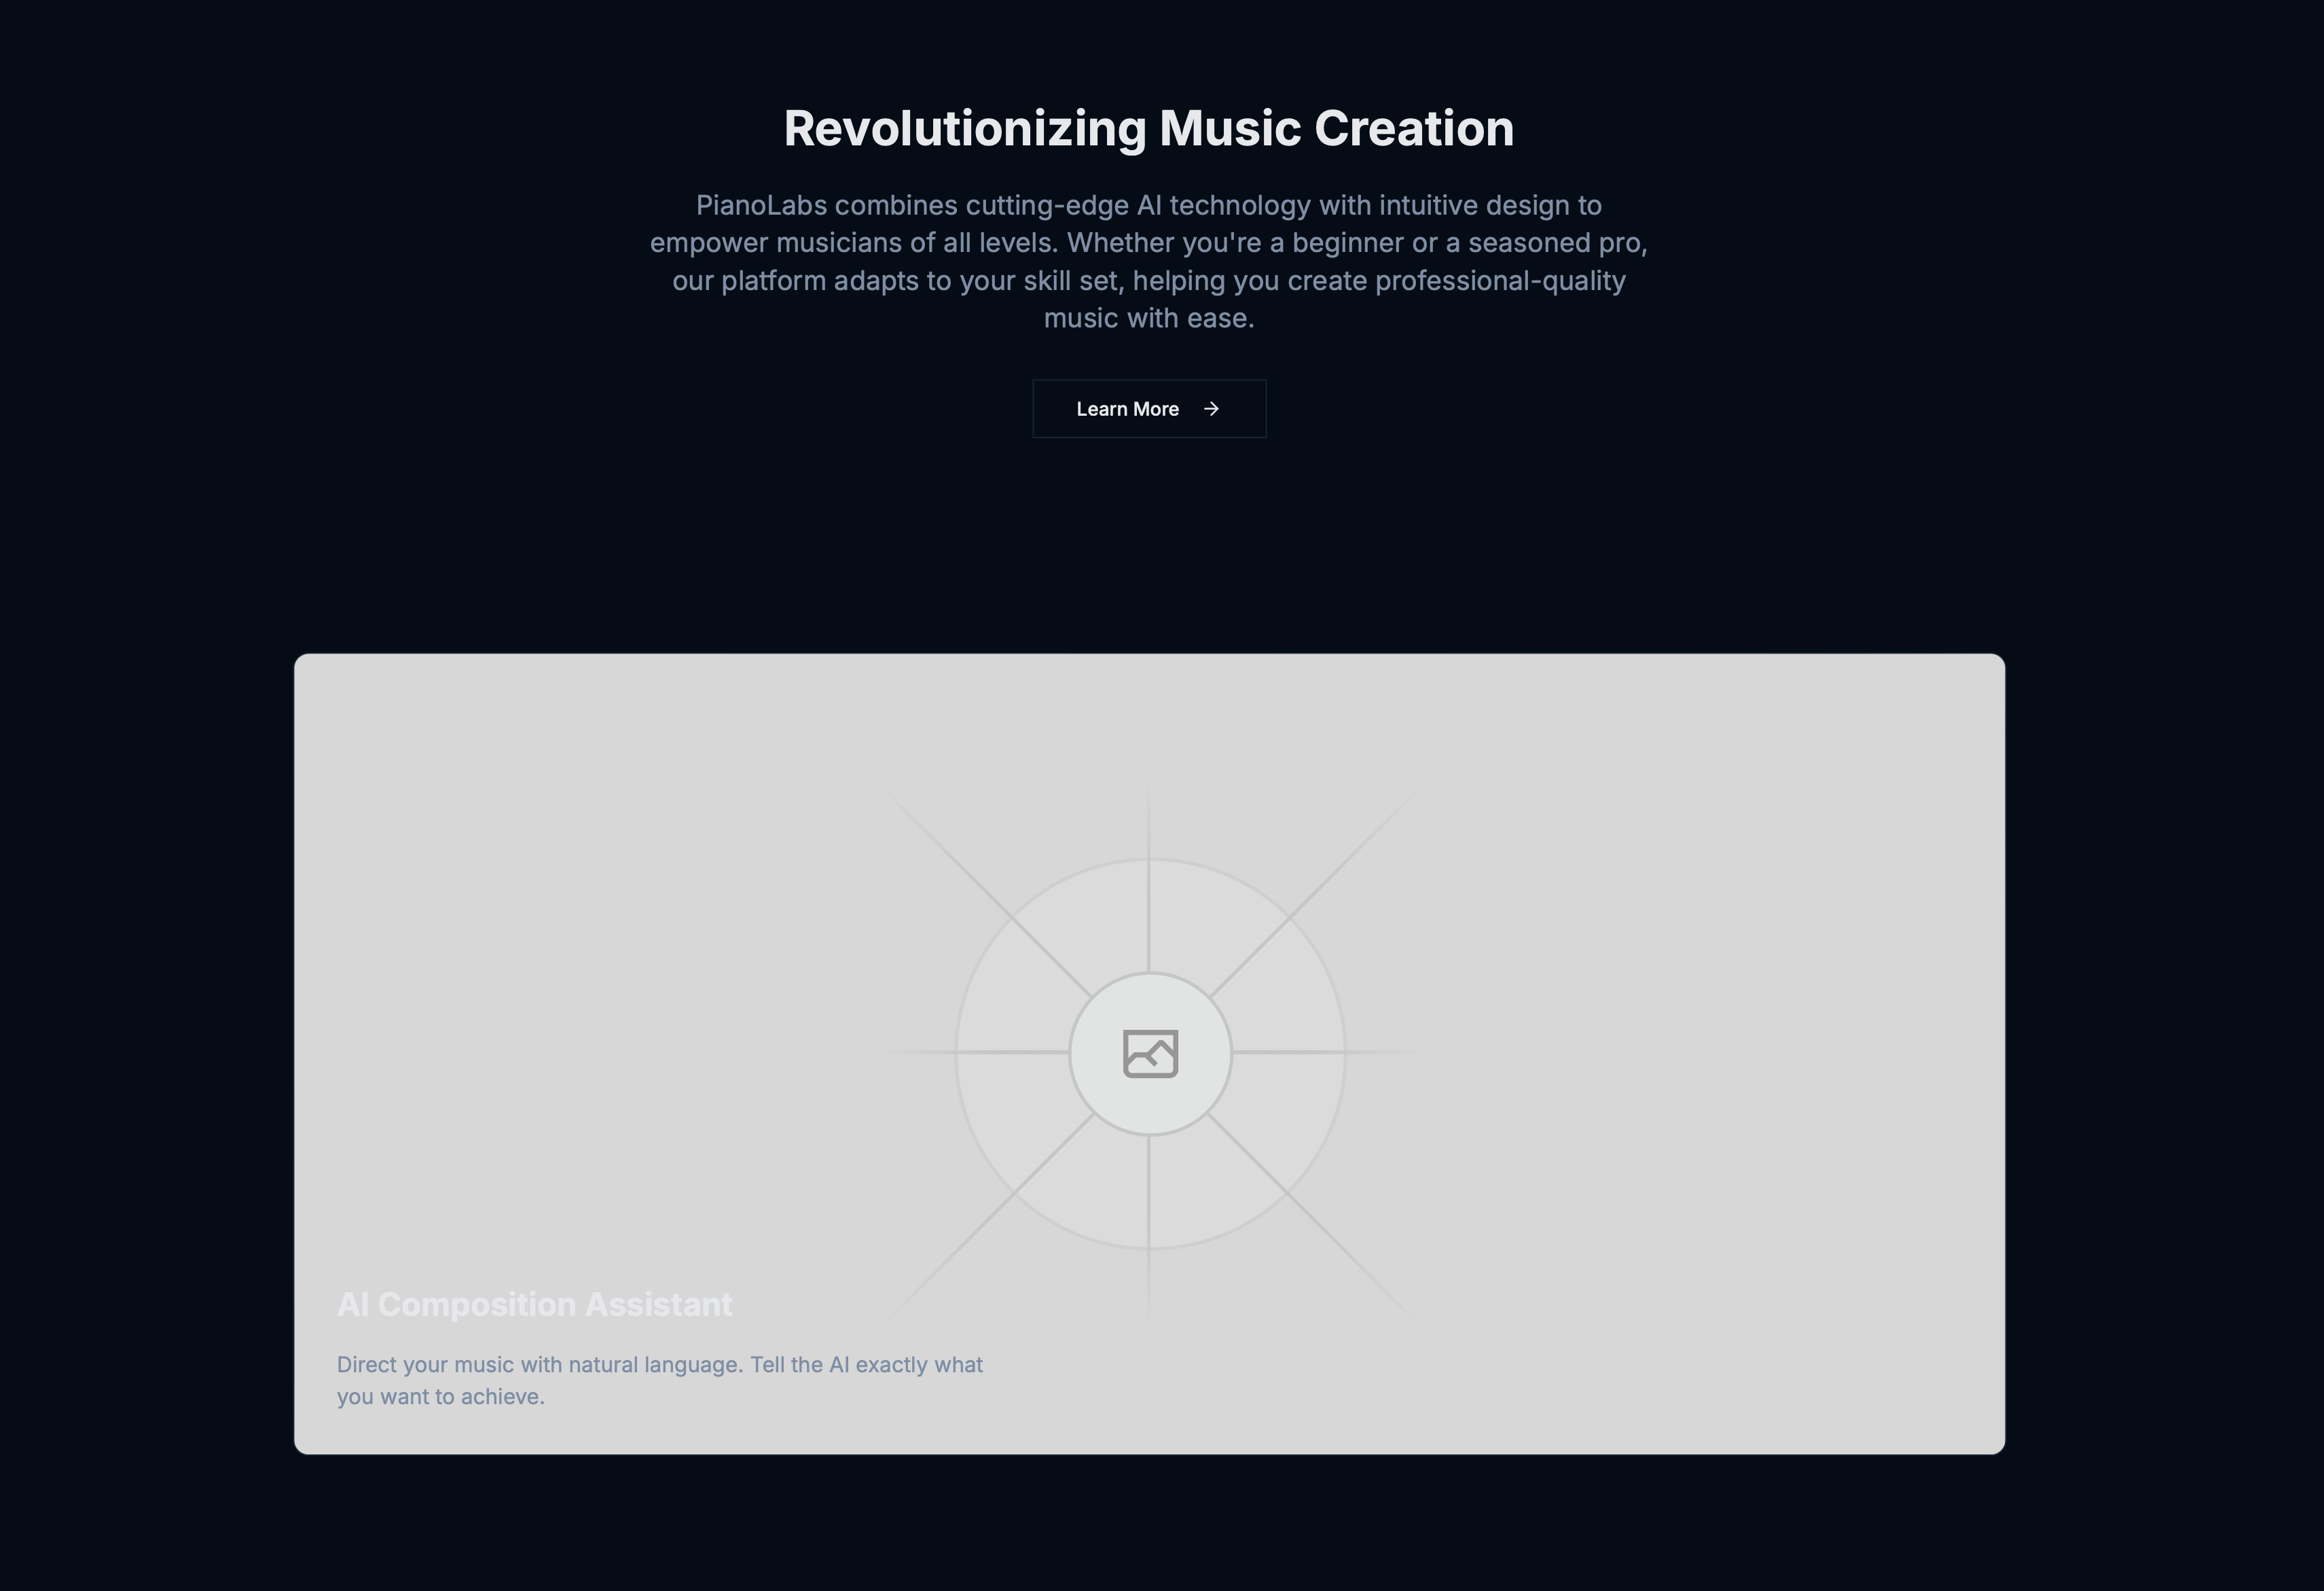 Revolutionizing Music Creation
PianoLabs combines cutting-edge AI technology with intuitive design to
empower musicians of all levels. Whether you're a beginner or a seasoned pro,
our platform adapts to your skill set, helping you create professional-quality
music with ease.
Learn More
AI Composition Assistant
Direct your music with natural language. Tell the AI exactly what
you want to achieve.